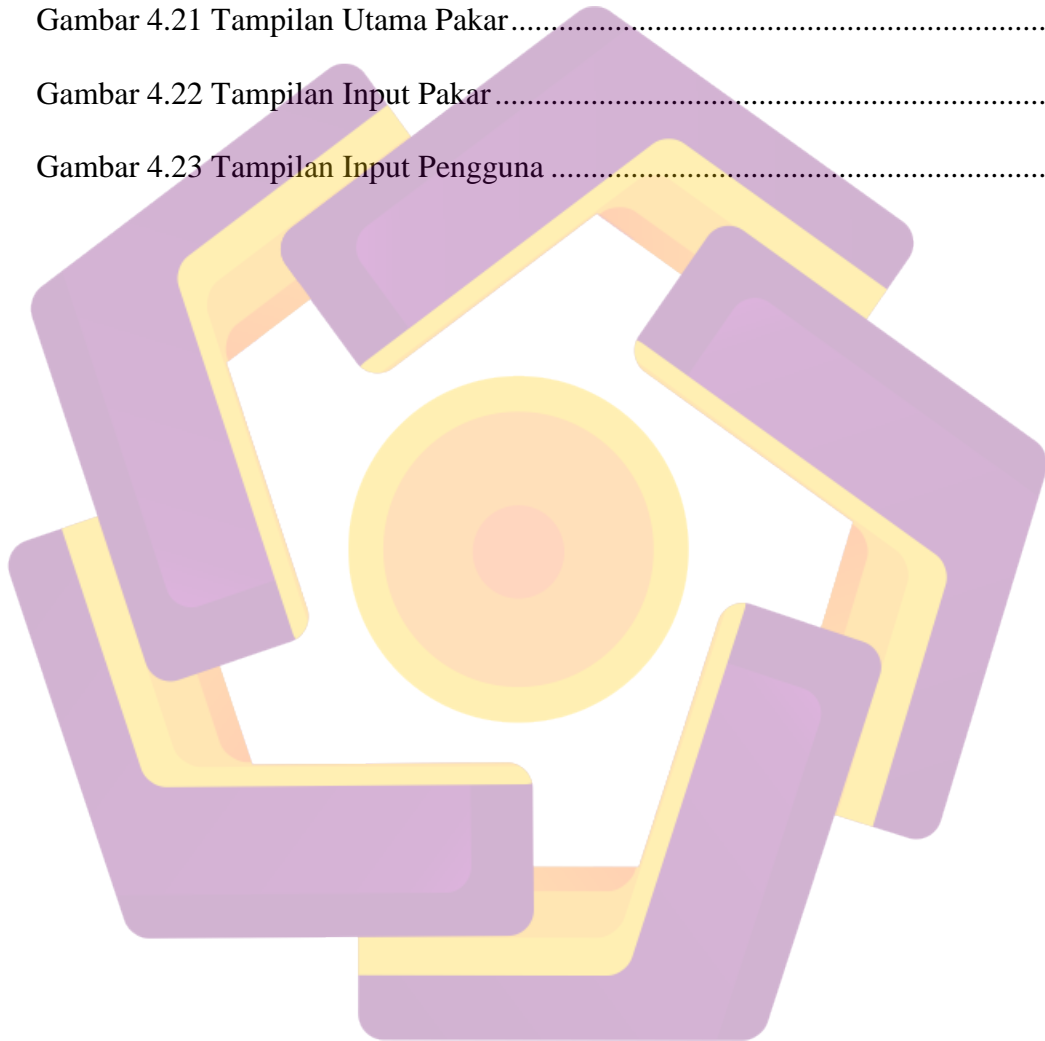 Gambar 4.21 Tampilan Utama Pakar..................................................................
Gambar 4.22 Tampilan Input Pakar....................................................................
Gambar 4.23 Tampilan Input Pengguna .............................................................